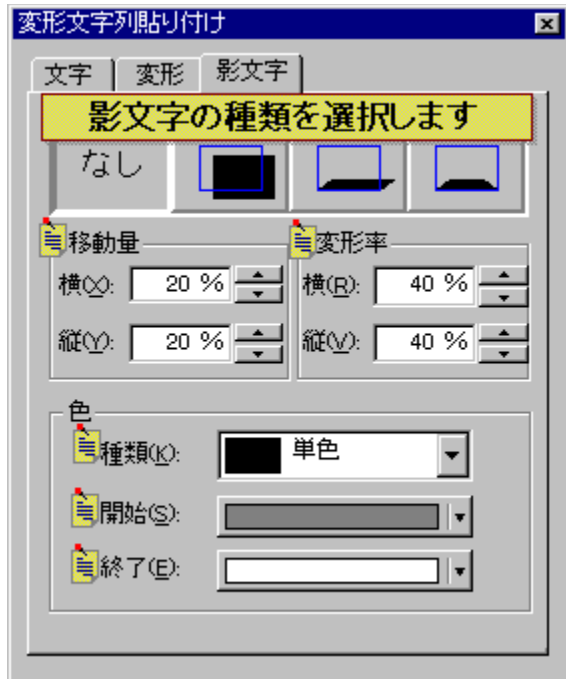 変形文字列貼り付け
文字 変形 影文字
影文字の種類を選択します
なし
移動量 変形率
横(X): 20 % 横(R): 40 %
縦(Y): 20 % 縦(V): 40 %
色
種類(K): 単色
開始(S):
終了(E):